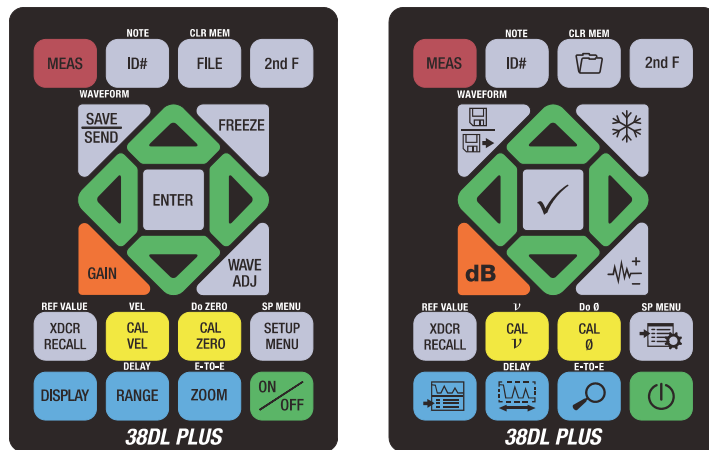 NOTE CLR MEM
MEAS ID# FILE 2nd F
WAVEFORM
SAVE
SEND
FREEZE
ENTER
GAIN
WAVE
ADJ
REF VALUE VEL Do ZERO SP MENU
XDCR
RECALL
CAL
VEL
CAL
ZERO
SETUP
MENU
DELAY E-TO-E
DISPLAY RANGE ZOOM ON/OFF
38DL PLUS
NOTE CLR MEM
MEAS ID# 2nd F
WAVEFORM
dB
REF VALUE ν Do Ø SP MENU
XDCR
RECALL
CAL
ν
CAL
Ø
DELAY E-TO-E
38DL PLUS